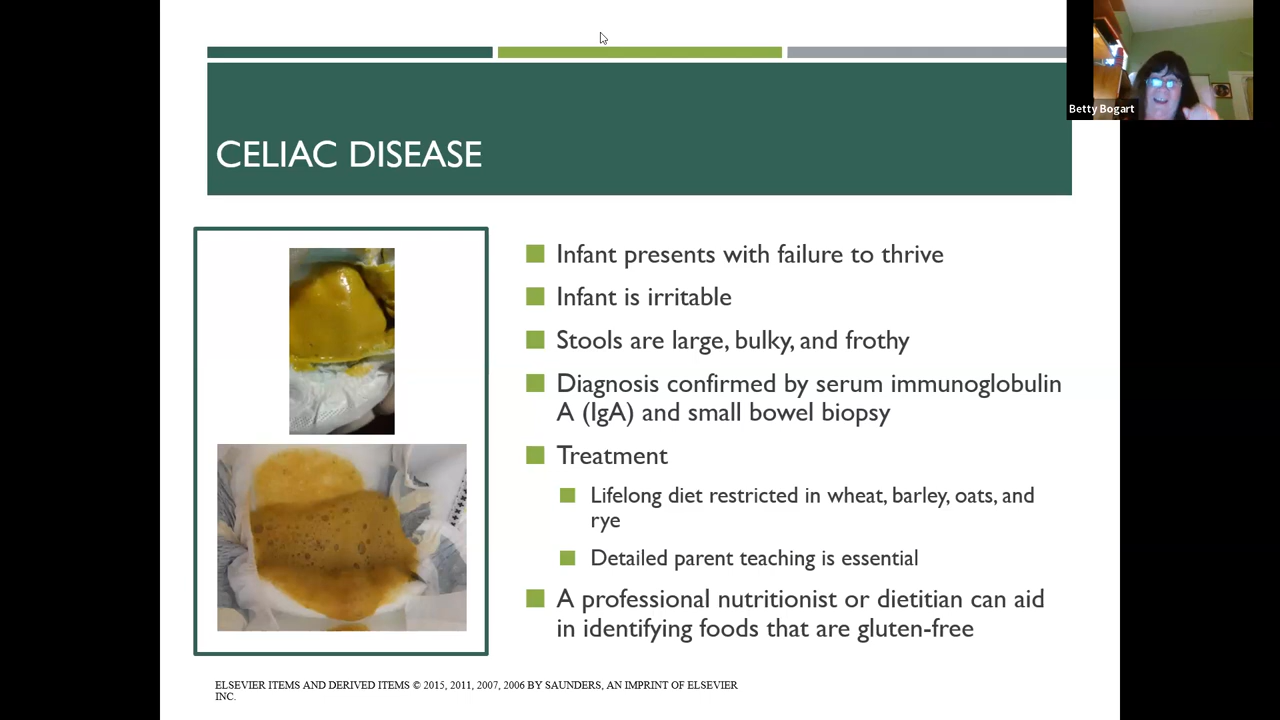 Betty Bogart
CELIAC DISEASE
Infant presents with failure to thrive
Infant is irritable
Stools are large, bulky, and frothy
Diagnosis confirmed by serum immunoglobulin
A (IgA) and small bowel biopsy
Treatment
Lifelong diet restricted in wheat, barley, oats, and
rye
Detailed parent teaching is essential
A professional nutritionist or dietitian can aid
in identifying foods that are gluten-free
ELSEVIER ITEMS AND DERIVED ITEMS © 2015, 2011, 2007, 2006 BY SAUNDERS, AN IMPRINT OF ELSEVIER
INC.